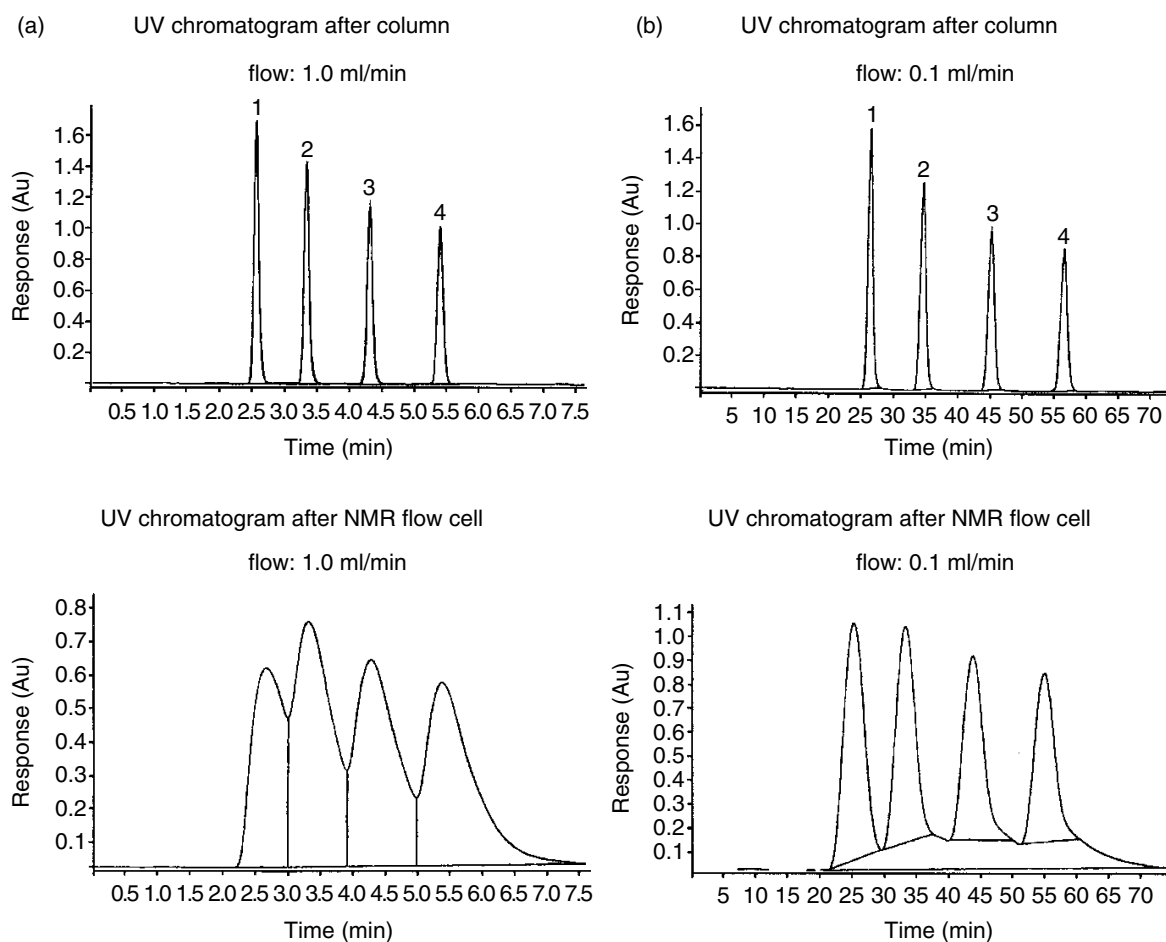 (a)
UV chromatogram after column
flow: 1.0 ml/min
1
2
3
4
1.6
1.4
1.2
1.0
0.8
0.6
0.4
0.2
Response (Au)
0.5 1.0 1.5 2.0 2.5 3.0 3.5 4.0 4.5 5.5 6.0 7.0 7.5
Time (min)
(b)
UV chromatogram after column
flow: 0.1 ml/min
1
2
3
4
1.6
1.4
1.2
1.0
0.8
0.6
0.4
0.2
Response (Au)
5 10 15 20 25 30 35 40 45 50 55 60 65 70
Time (min)
UV chromatogram after NMR flow cell
flow: 1.0 ml/min
0.8
0.7
0.6
0.5
0.4
0.3
0.2
0.1
Response (Au)
0.5 1.0 1.5 2.0 2.5 3.0 3.5 4.0 4.5 5.0 5.5 6.0 6.5 7.0 7.5
Time (min)
UV chromatogram after NMR flow cell
flow: 0.1 ml/min
1.1
1.0
0.9
0.8
0.7
0.6
0.5
0.4
0.3
0.2
0.1
Response (Au)
5 10 15 20 25 30 35 40 45 50 55 60 65 70
Time (min)